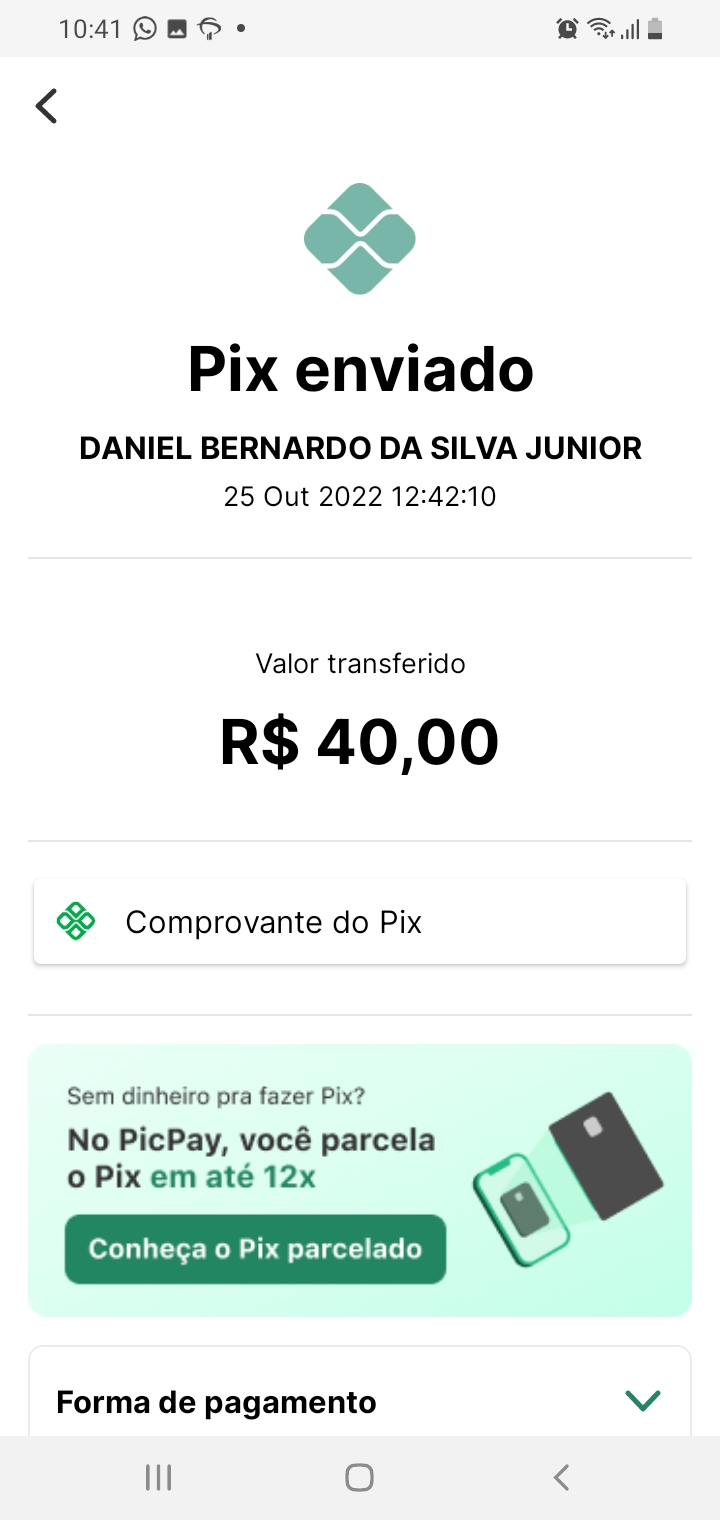 10:41
Pix enviado
DANIEL BERNARDO DA SILVA JUNIOR
25 Out 2022 12:42:10
Valor transferido
R$ 40,00
Comprovante do Pix
Sem dinheiro pra fazer Pix?
No PicPay, você parcela
o Pix em até 12x
Conheça o Pix parcelado
Forma de pagamento